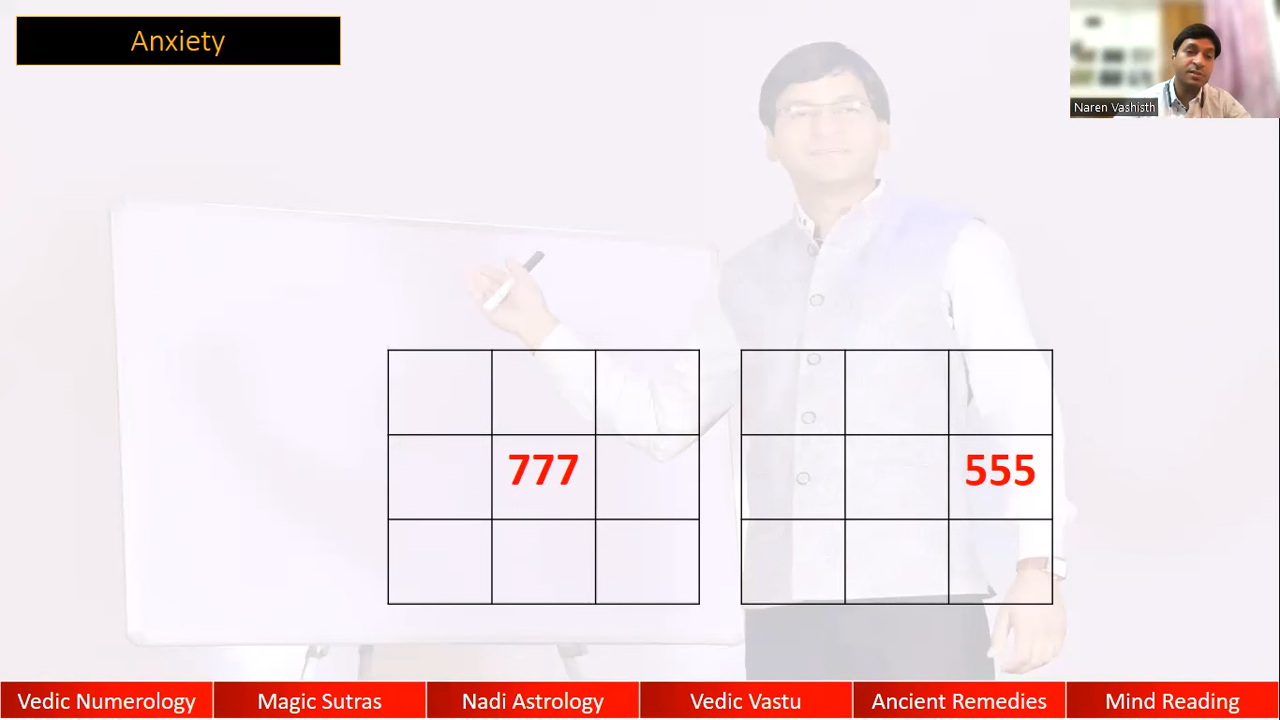 Anxiety
Naren Vashisth
777
555
Vedic Numerology
Magic Sutras
Nadi Astrology
Vedic Vastu
Ancient Remedies
Mind Reading